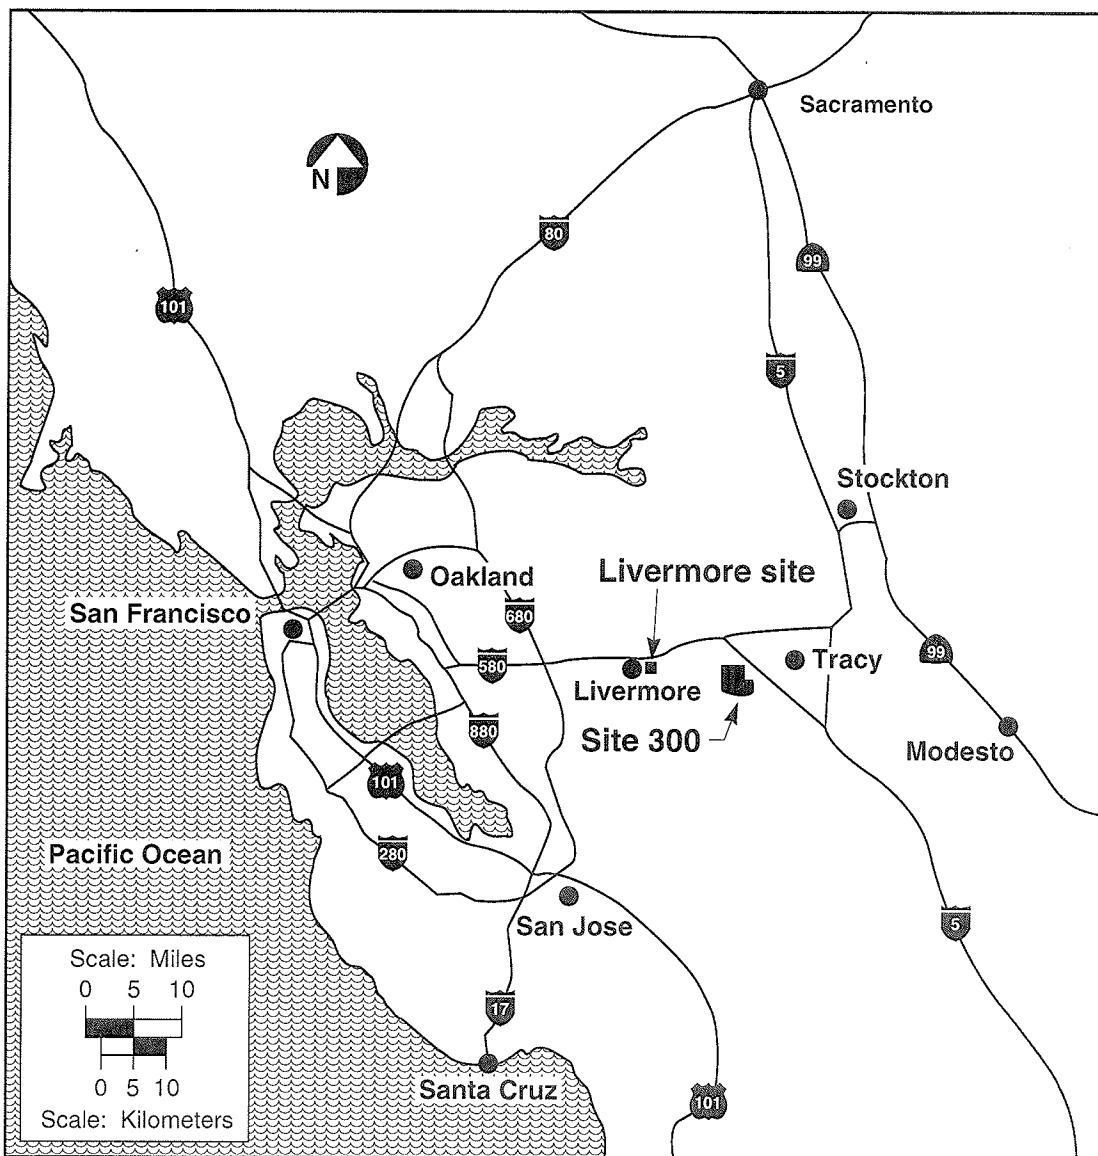 Sacramento
N
80
99
101
5
Stockton
Oakland
Livermore site
San Francisco
680
580
Livermore
Tracy
99
Site 300
880
Modesto
101
Pacific Ocean
280
San Jose
5
Scale: Miles
0 5 10
17
0 5 10
Scale: Kilometers
Santa Cruz
101